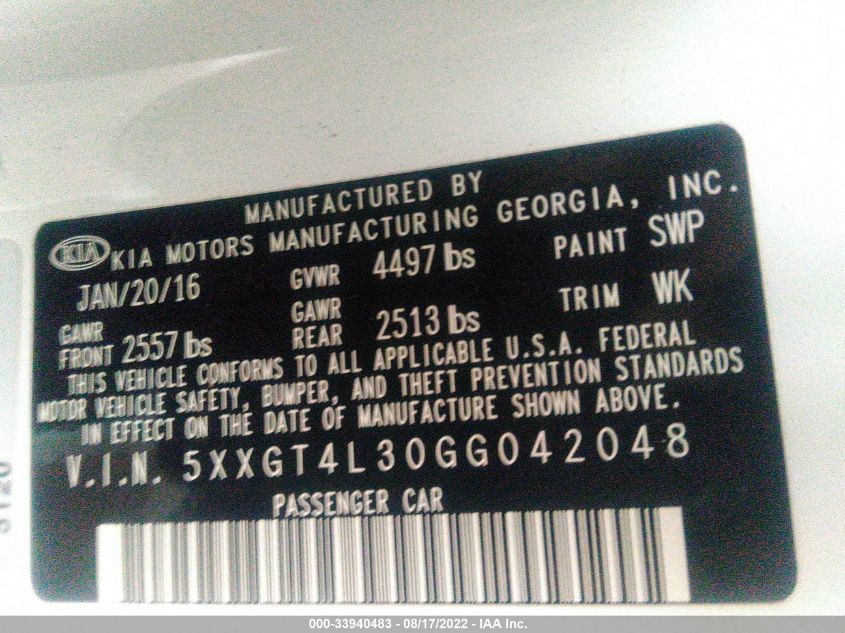 MANUFACTURED BY
KIA KIA MOTORS MANUFACTURING GEORGIA, INC.
JAN/20/16 GVWR 4497 lbs PAINT SWP
GAWR FRONT 2557 lbs GAWR REAR 2513 lbs TRIM WK
THIS VEHICLE CONFORMS TO ALL APPLICABLE U.S.A. FEDERAL
MOTOR VEHICLE SAFETY, BUMPER, AND THEFT PREVENTION STANDARDS
IN EFFECT ON THE DATE OF MANUFACTURE SHOWN ABOVE.
V.I.N. 5XXGT4L30GG042048
PASSENGER CAR
000-33940483 - 08/17/2022 - IAA Inc.